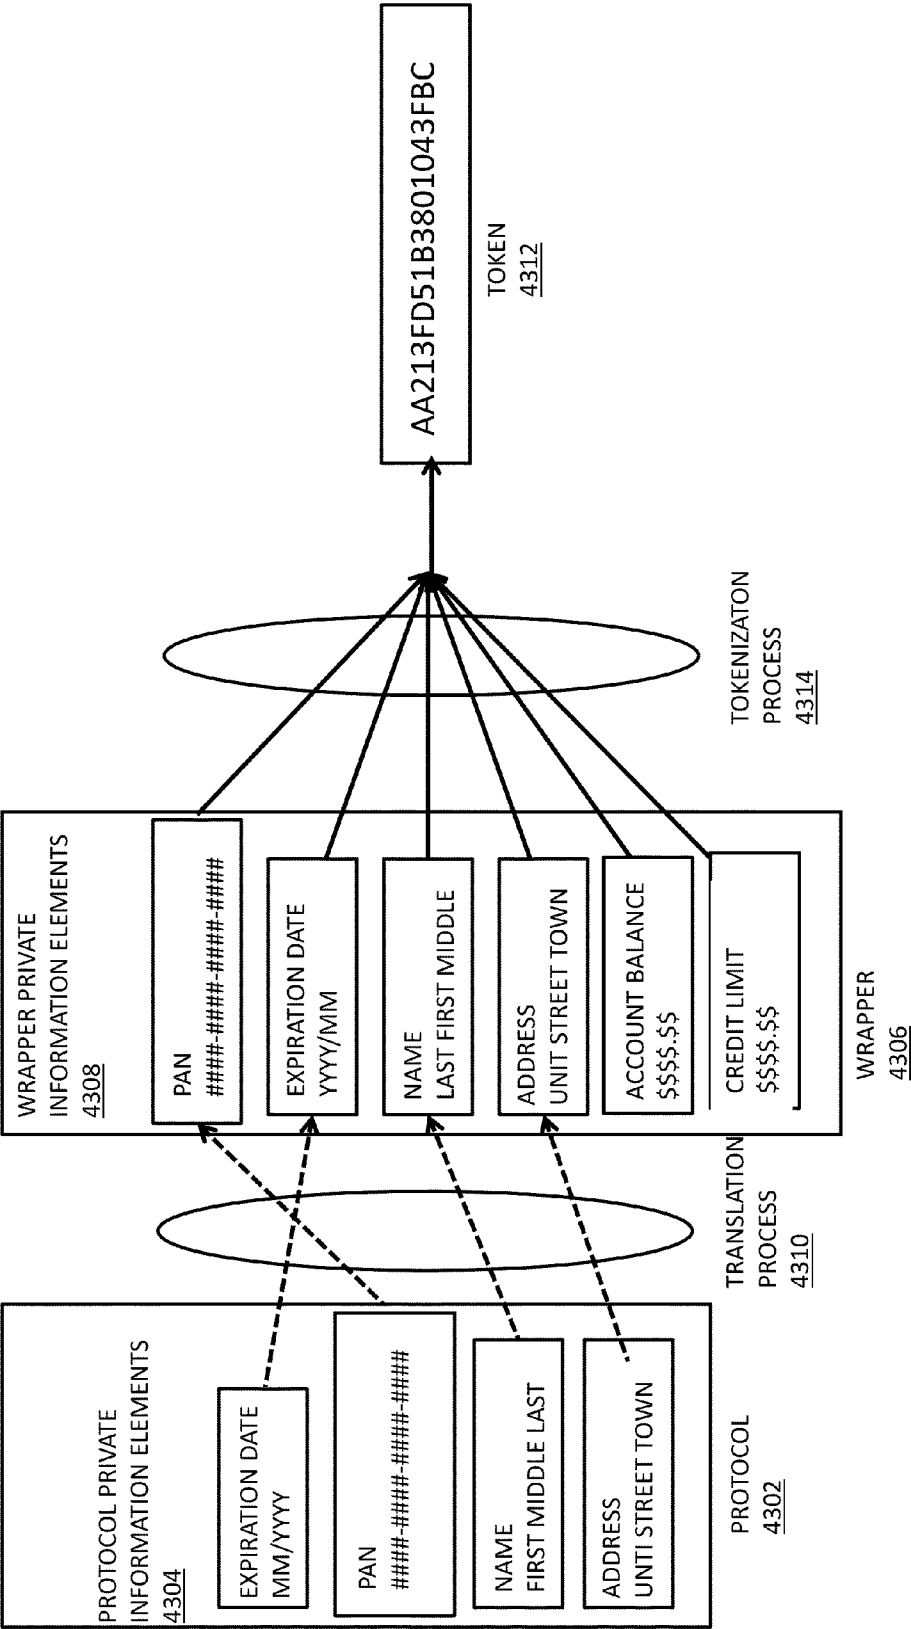 PROTOCOL PRIVATE
INFORMATION ELEMENTS
4304
EXPIRATION DATE
MM/YYYY
PAN
####-####-####-####
NAME
FIRST MIDDLE LAST
ADDRESS
UNTI STREET TOWN
PROTOCOL
4302
TRANSLATION
PROCESS
4310
WRAPPER PRIVATE
INFORMATION ELEMENTS
4308
PAN
####-####-####-####
EXPIRATION DATE
YYYY/MM
NAME
LAST FIRST MIDDLE
ADDRESS
UNIT STREET TOWN
ACCOUNT BALANCE
$$$$.$$
CREDIT LIMIT
$$$$.$$
WRAPPER
4306
TOKENIZATON
PROCESS
4314
AA213FD51B3801043FBC
TOKEN
4312